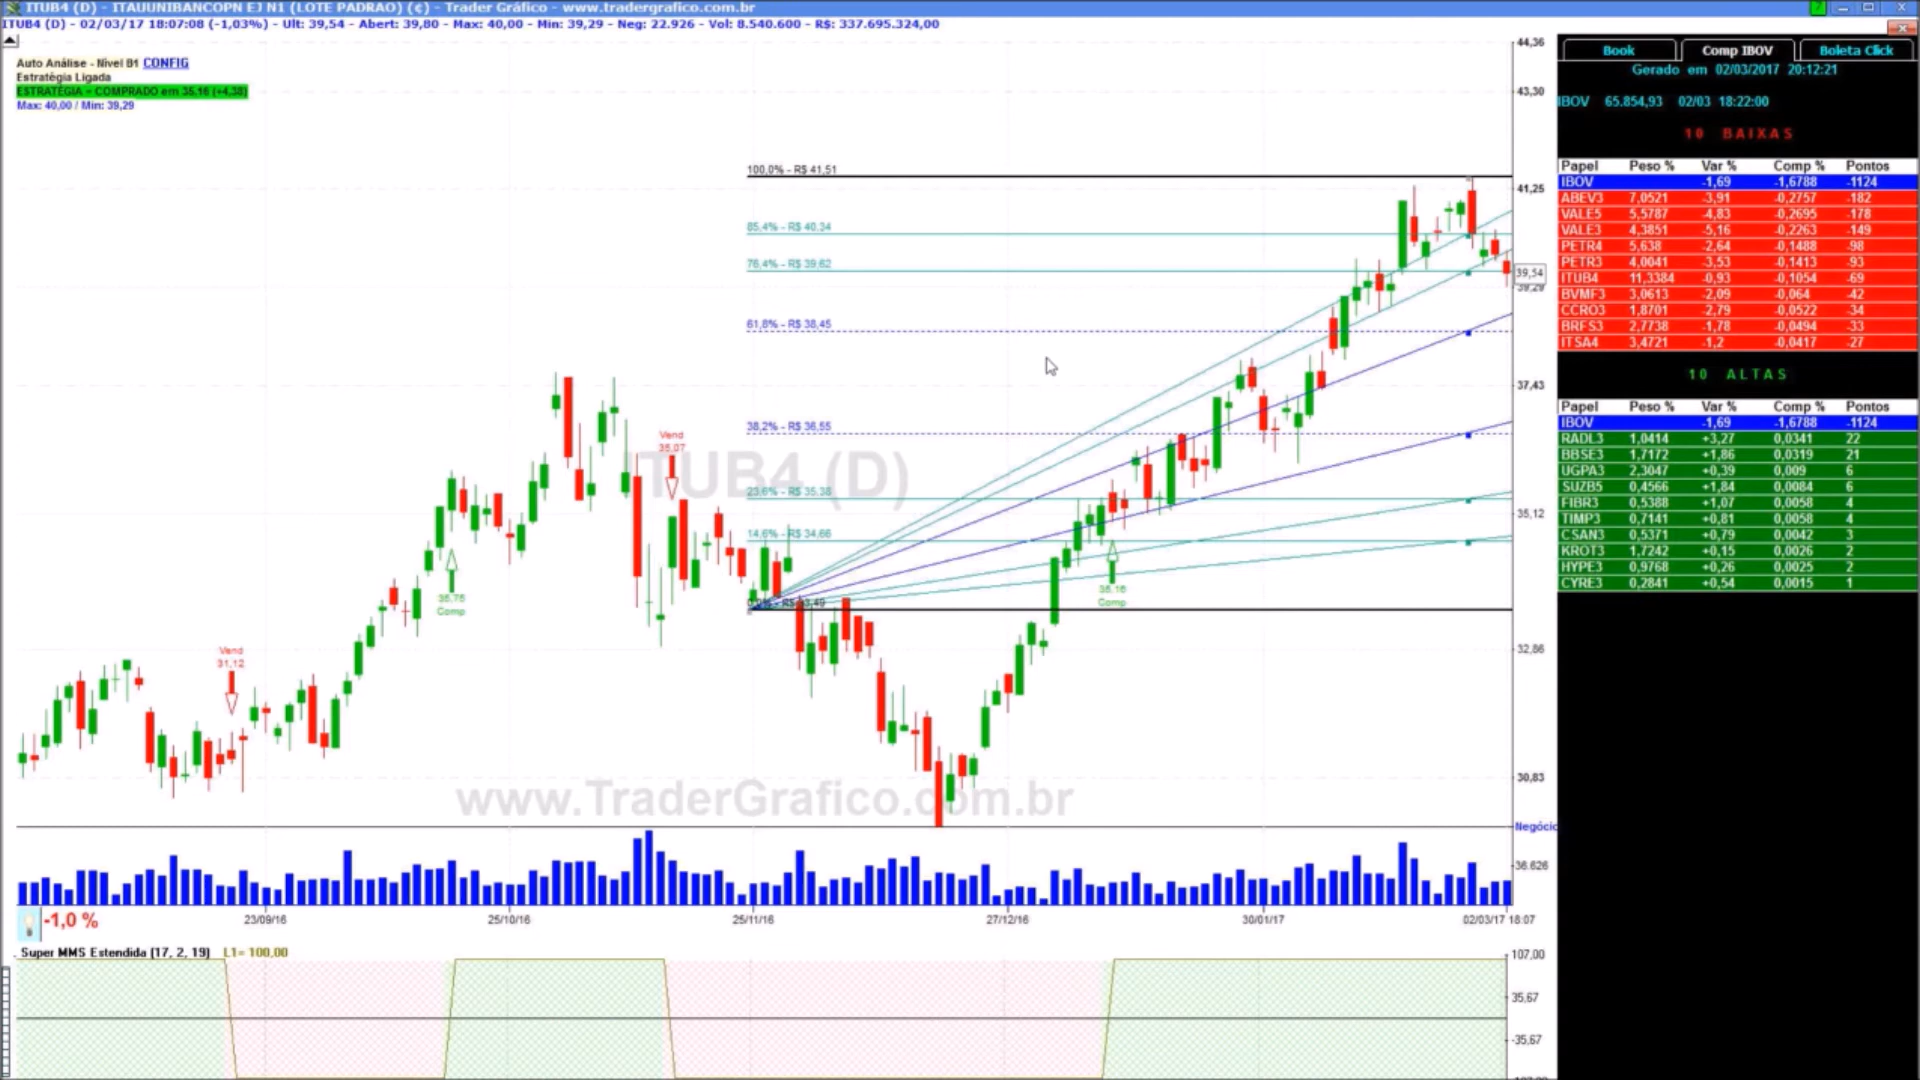 ITUB4 (D) - ITAUUNIBANCOPN EJ N1 (LOTE PADRAO) (¢) - Trader Gráfico - www.tradergrafico.com.br
ITUB4 (D) - 02/03/17 18:07:08 (-1,03%) - Ult: 39,54 - Abert: 39,80 - Max: 40,00 - Min: 39,29 - Neg: 22.926 - Vol: 8.540.600 - R$: 337.695.324,00
Auto Análise - Nível B1 CONFIG
Estratégia Ligada
ESTRATÉGIA = COMPRADO em 35.16 (+4.38)
Max: 40,00 / Min: 39,29
44,36
43,30
100,0% - R$ 41,51
41,25
85,4% - R$ 40,34
76,4% - R$ 39,62
39,54
39,29
61,8% - R$ 38,45
37,43
38,2% - R$ 36,55
Vend
35,07
ITUB4 (D)
23,6% - R$ 35,38
35,12
14,6% - R$ 34,66
35,75
Comp
35,16
Comp
Vend
31,12
32,86
30,83
www.TraderGrafico.com.br
36.626
-1,0 %
23/09/16
25/10/16
25/11/16
27/12/16
30/01/17
02/03/17 18:07
Super MMS Estendida (17, 2, 19) L1= 100,00
107,00
35,67
-35,67
Book
Comp IBOV
Boleta Click
Gerado em 02/03/2017 20:12:21
IBOV 65.854,93 02/03 18:22:00
10 BAIXAS
Papel Peso % Var % Comp % Pontos
IBOV -1,69 -1,6788 -1124
ABEV3 7,0521 -3,91 -0,2757 -182
VALE5 5,5787 -4,83 -0,2695 -178
VALE3 4,3851 -5,16 -0,2263 -149
PETR4 5,638 -2,64 -0,1488 -98
PETR3 4,0041 -3,53 -0,1413 -93
ITUB4 11,3384 -0,93 -0,1054 -69
BVMF3 3,0613 -2,09 -0,064 -42
CCRO3 1,8701 -2,79 -0,0522 -34
BRFS3 2,7738 -1,78 -0,0494 -33
ITSA4 3,4721 -1,2 -0,0417 -27
10 ALTAS
Papel Peso % Var % Comp % Pontos
IBOV -1,69 -1,6788 -1124
RADL3 1,0414 +3,27 0,0341 22
BBSE3 1,7172 +1,86 0,0319 21
UGPA3 2,3047 +0,39 0,009 6
SUZB5 0,4566 +1,84 0,0084 6
FIBR3 0,5388 +1,07 0,0058 4
TIMP3 0,7141 +0,81 0,0058 4
CSAN3 0,5371 +0,79 0,0042 3
KROT3 1,7242 +0,15 0,0026 2
HYPE3 0,9768 +0,26 0,0025 2
CYRE3 0,2841 +0,54 0,0015 1